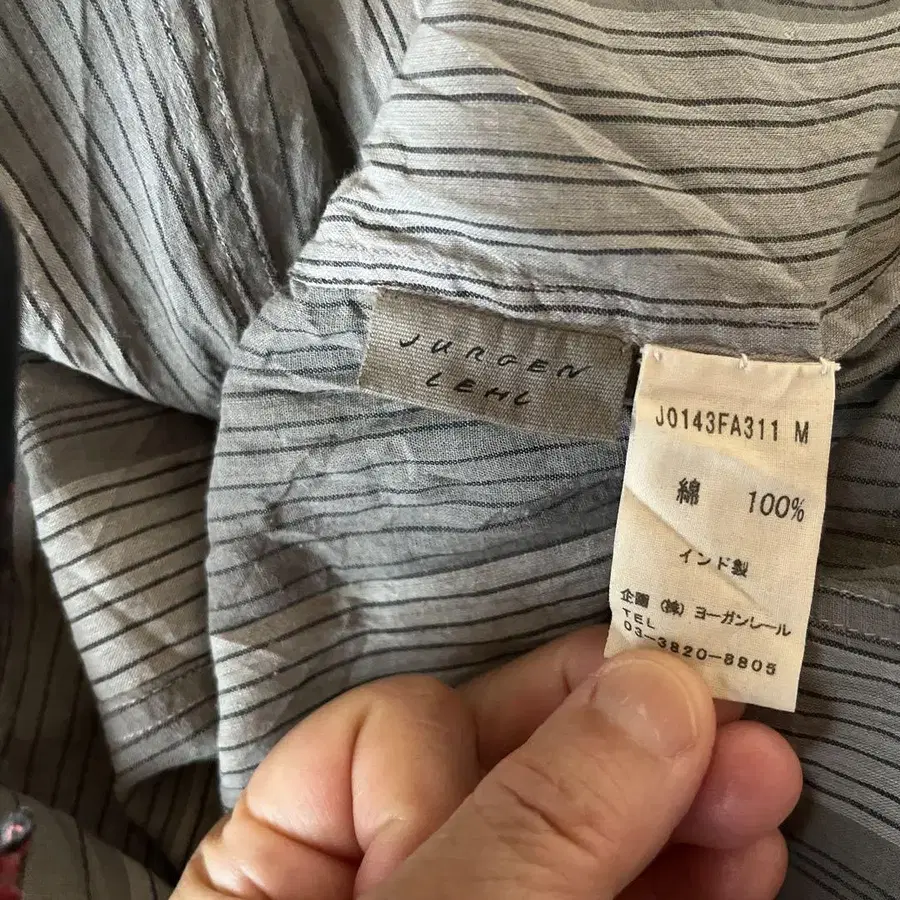 JURGEN
LEHL
J0143FA311 M
綿 100%
インド製
企画 (株) ヨーガンレール
TEL
03-3820-8805